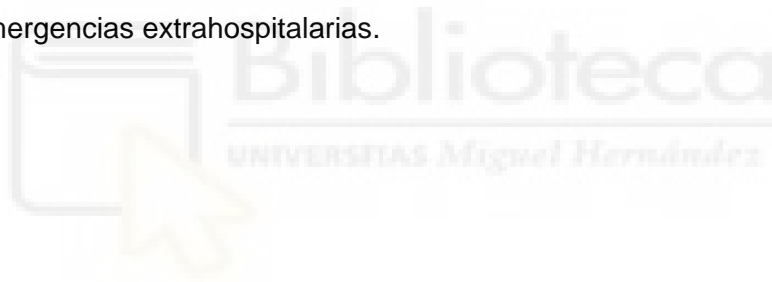 mergencias extrahospitalarias.
Biblioteca
UNIVERSITAS Miguel Hernández